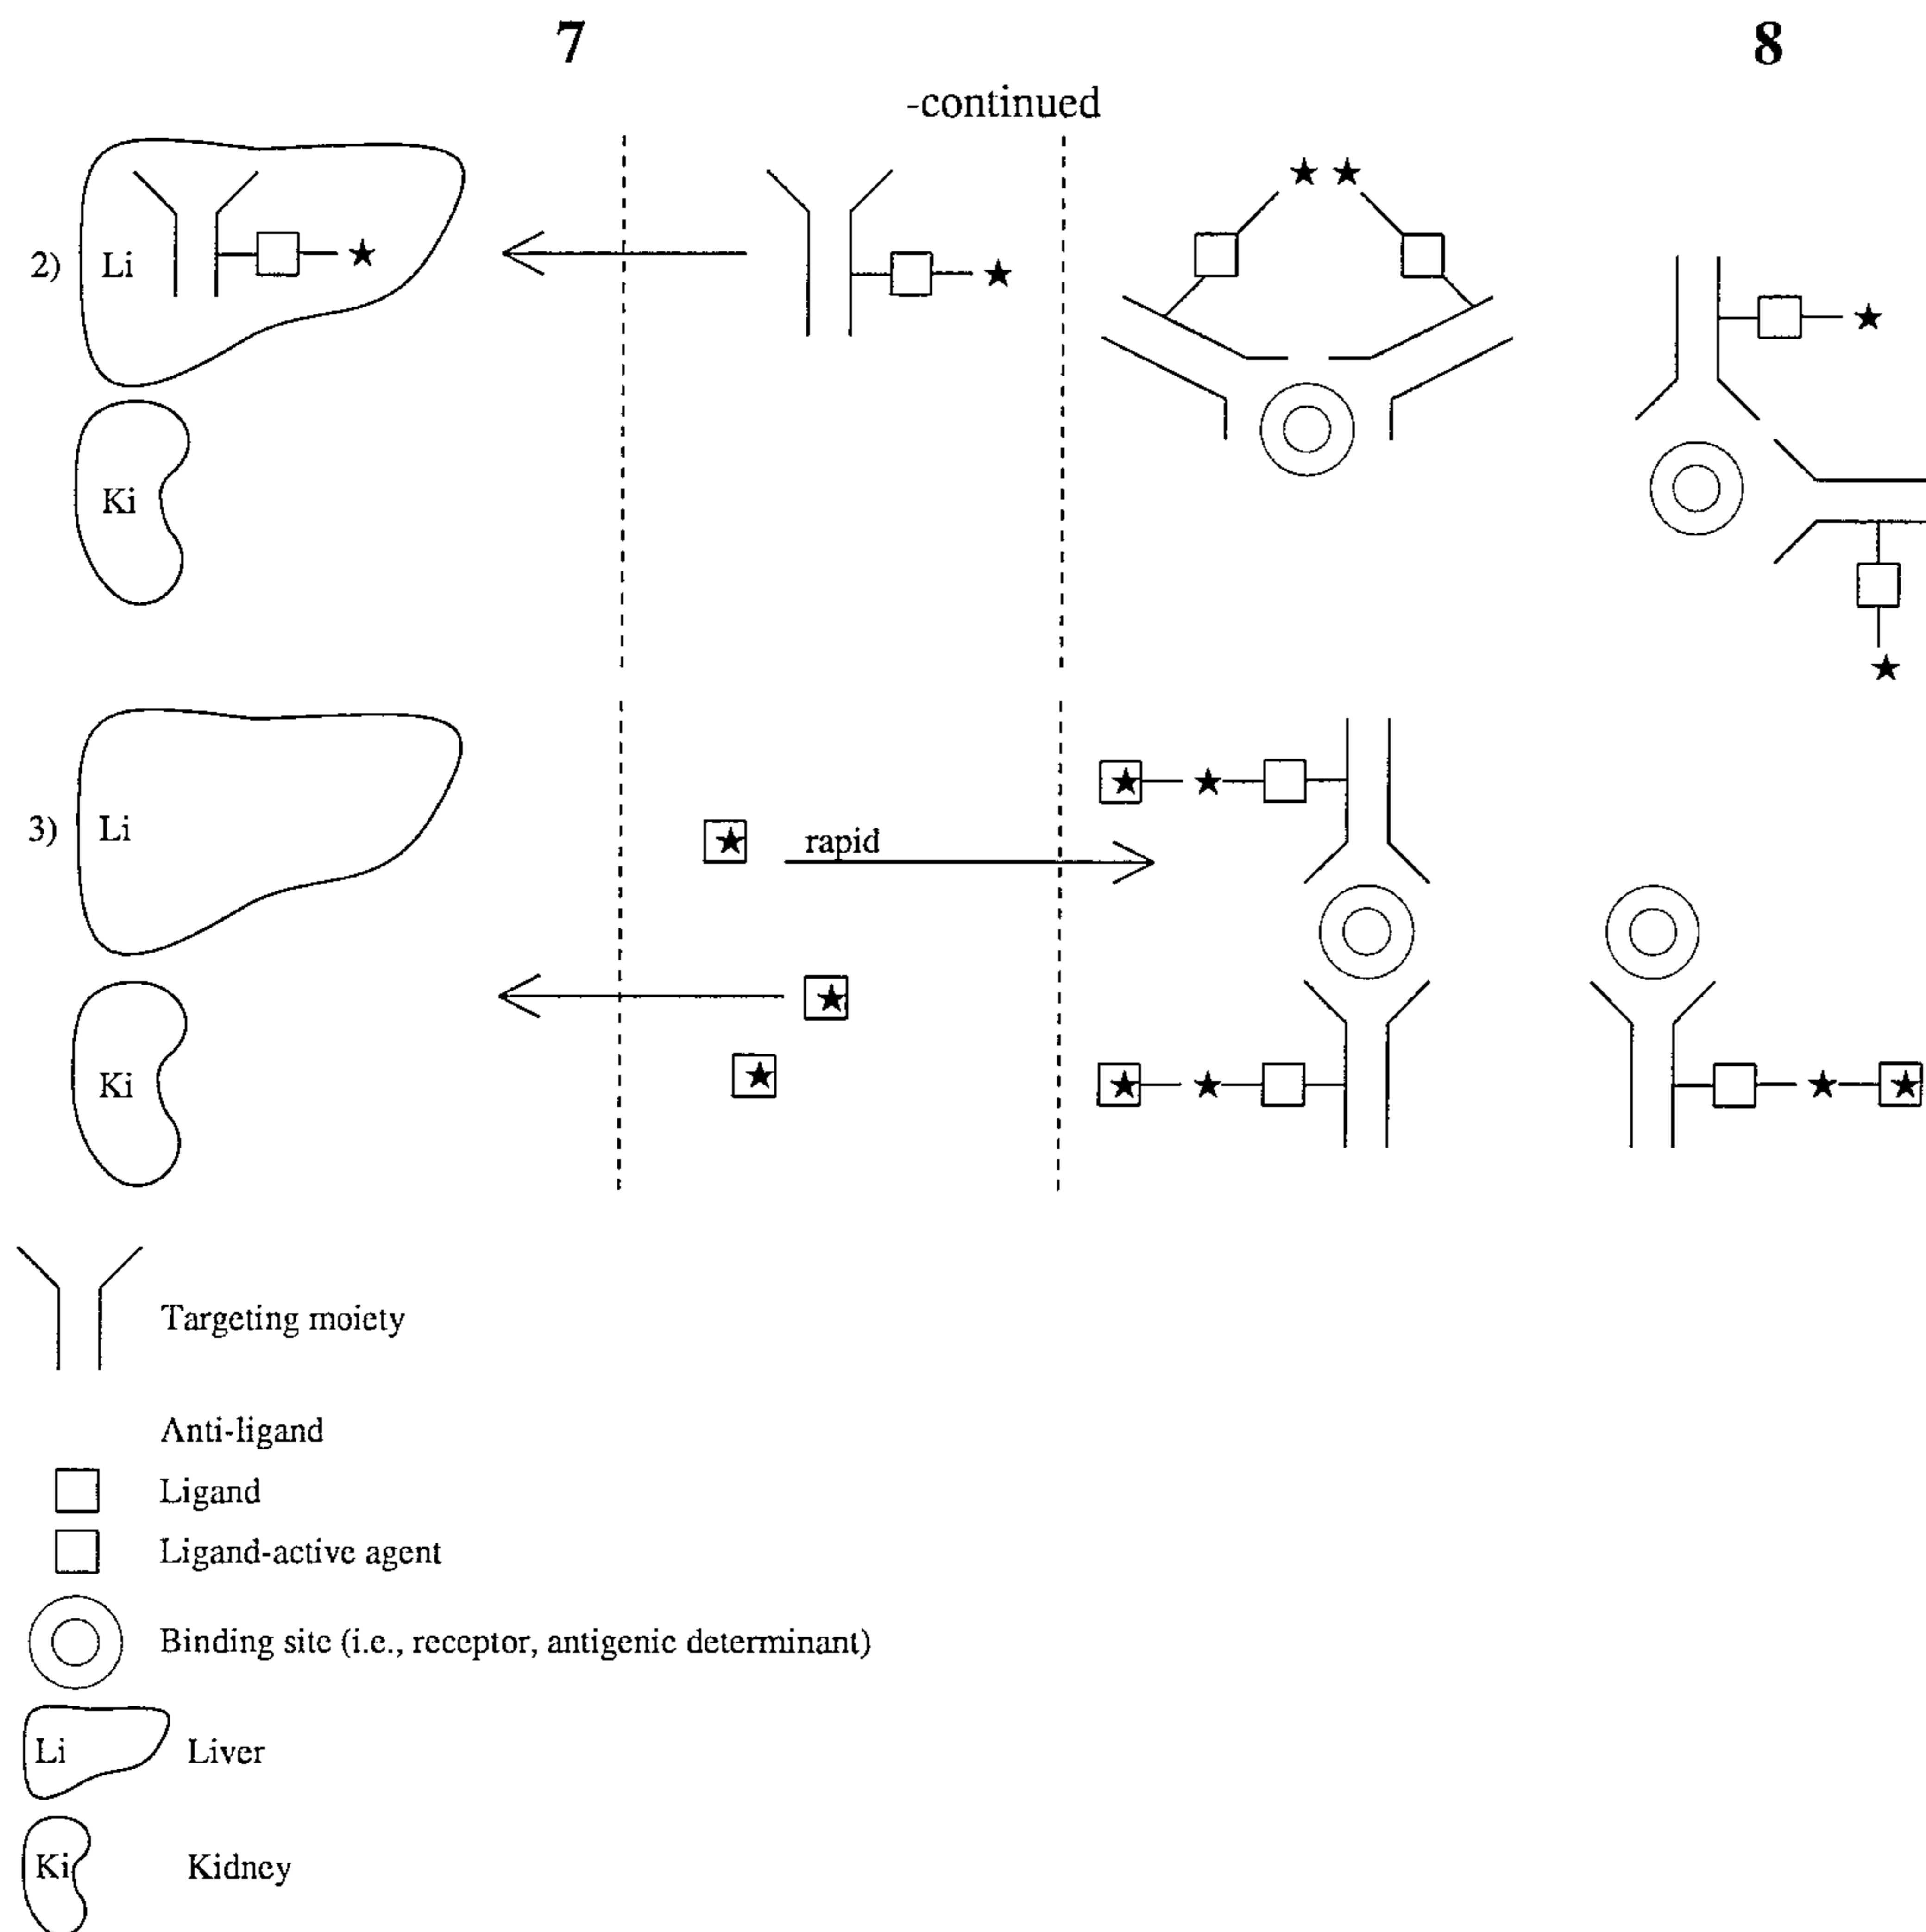 7
8
-continued
2)
Li
Ki
3)
Li
rapid
Ki
Targeting moiety
Anti-ligand
Ligand
Ligand-active agent
Binding site (i.e., receptor, antigenic determinant)
Li
Liver
Ki
Kidney